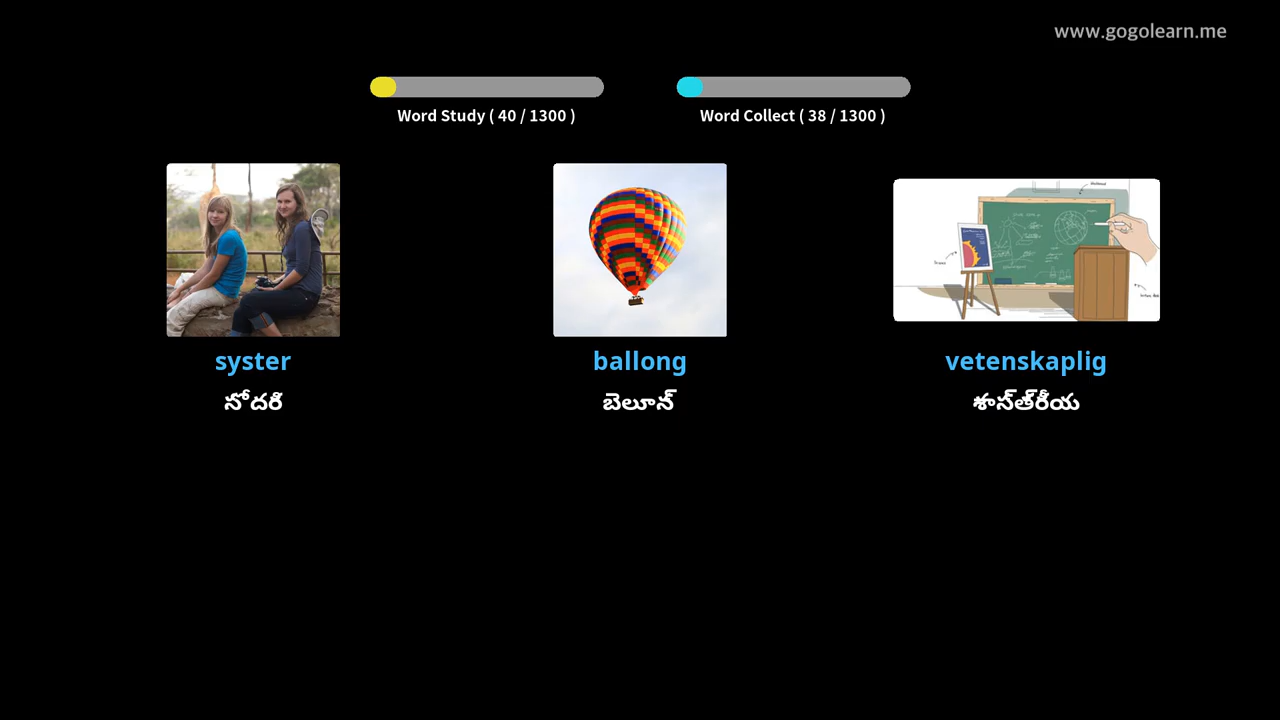 www.gogolearn.me
Word Study ( 40 / 1300 )
Word Collect ( 38 / 1300 )
syster
ballong
vetenskaplig
సోదరి
బెలూన్
శాస్త్రీయ